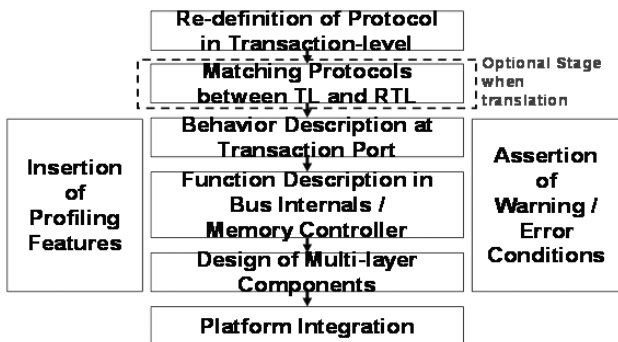 Re-definition of Protocol
in Transaction-level
Matching Protocols
between TL and RTL
Optional Stage
when
translation
Behavior Description at
Transaction Port
Insertion
of
Profiling
Features
Function Description in
Bus Internals /
Memory Controller
Assertion
of
Warning /
Error
Conditions
Design of Multi-layer
Components
Platform Integration